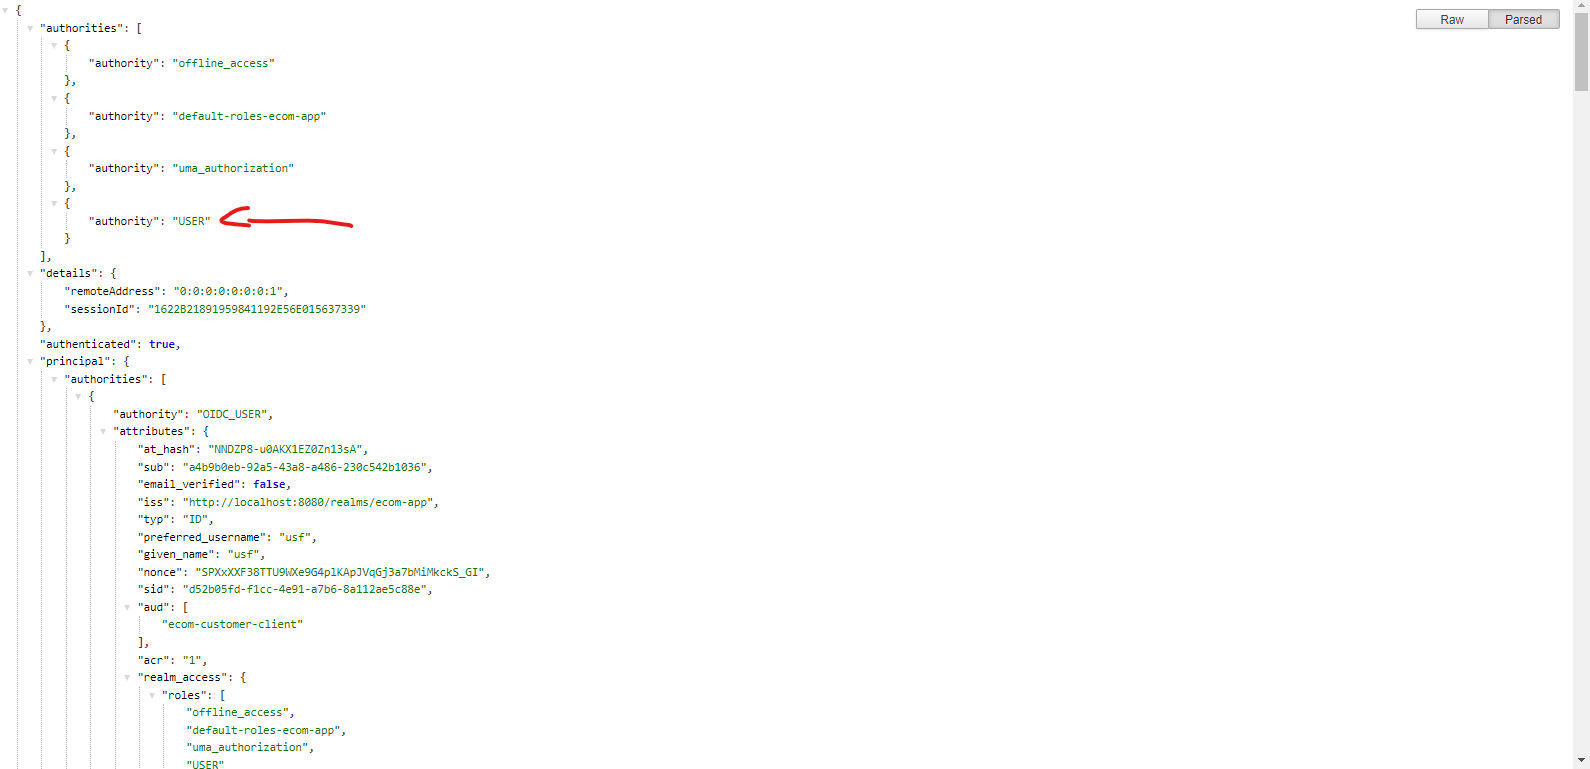 {
"authorities": [
{
"authority": "offline_access"
},
{
"authority": "default-roles-ecom-app"
},
{
"authority": "uma_authorization"
},
{
"authority": "USER"
}
],
"details": {
"remoteAddress": "0:0:0:0:0:0:0:1",
"sessionId": "1622B21891959841192E56E015637339"
},
"authenticated": true,
"principal": {
"authorities": [
{
"authority": "OIDC_USER",
"attributes": {
"at_hash": "NNDZP8-u0AKX1EZ0Zn13sA",
"sub": "a4b9b0eb-92a5-43a8-a486-230c542b1036",
"email_verified": false,
"iss": "http://localhost:8080/realms/ecom-app",
"typ": "ID",
"preferred_username": "usf",
"given_name": "usf",
"nonce": "SPXxXXF38TTU9WXe9G4plKApJVqGj3a7bMiMkckS_GI",
"sid": "d52b05fd-f1cc-4e91-a7b6-8a112ae5c88e",
"aud": [
"ecom-customer-client"
],
"acr": "1",
"realm_access": {
"roles": [
"offline_access",
"default-roles-ecom-app",
"uma_authorization",
"USER"
Raw Parsed